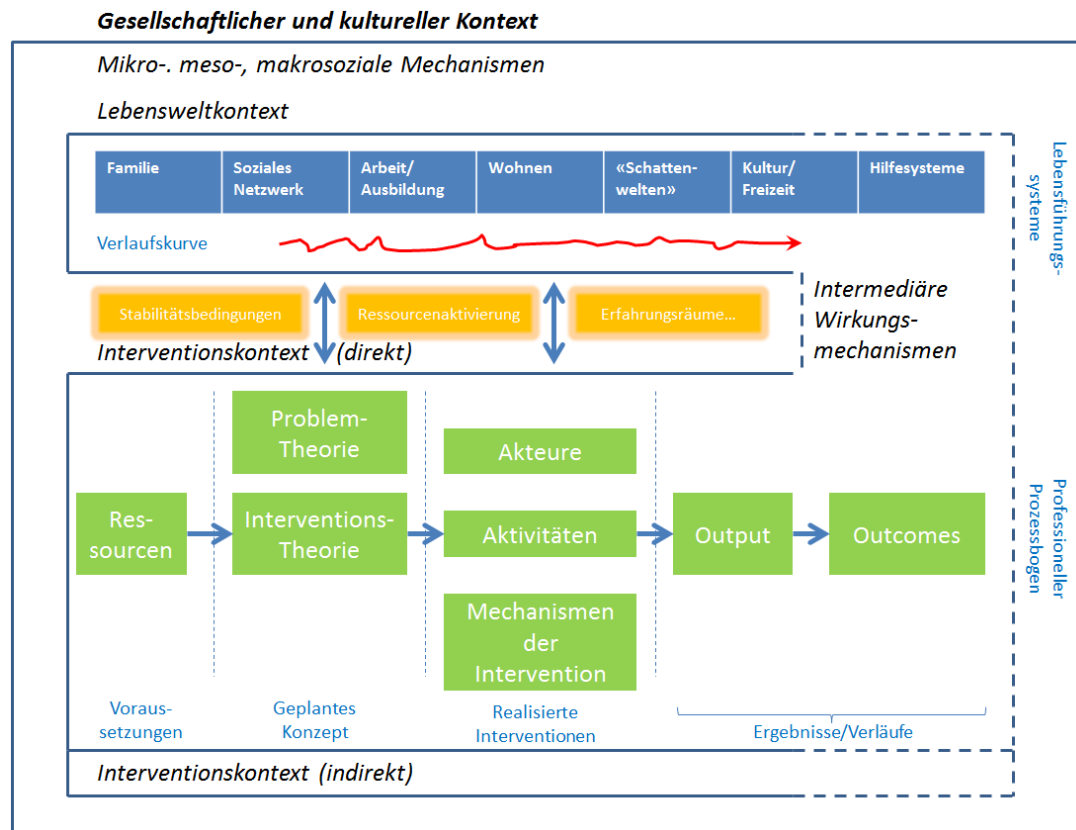 Gesellschaftlicher und kultureller Kontext
Mikro-. meso-, makrosoziale Mechanismen
Lebensweltkontext
Familie
Soziales
Netzwerk
Arbeit/
Ausbildung
Wohnen
«Schatten-
welten»
Kultur/
Freizeit
Hilfesysteme
Lebensführungs-
systeme
Verlaufskurve
Stabilitätsbedingungen
Ressourcenaktivierung
Erfahrungsräume...
Intermediäre
Wirkungs-
mechanismen
Interventionskontext (direkt)
Problem-
Theorie
Akteure
Res-
sourcen
Interventions-
Theorie
Aktivitäten
Output
Outcomes
Mechanismen
der
Intervention
Professioneller
Prozessbogen
Voraus-
setzungen
Geplantes
Konzept
Realisierte
Interventionen
Ergebnisse/Verläufe
Interventionskontext (indirekt)